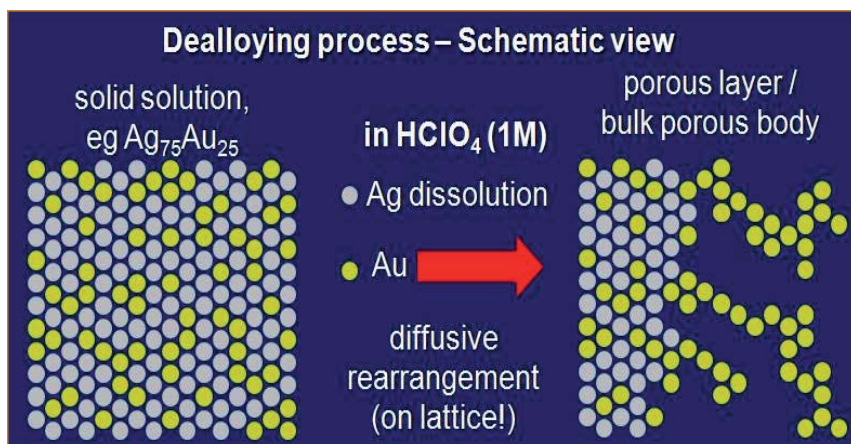 Dealloying process – Schematic view
solid solution,
eg Ag₇₅Au₂₅
in HClO₄ (1M)
Ag dissolution
Au
diffusive
rearrangement
(on lattice!)
porous layer /
bulk porous body